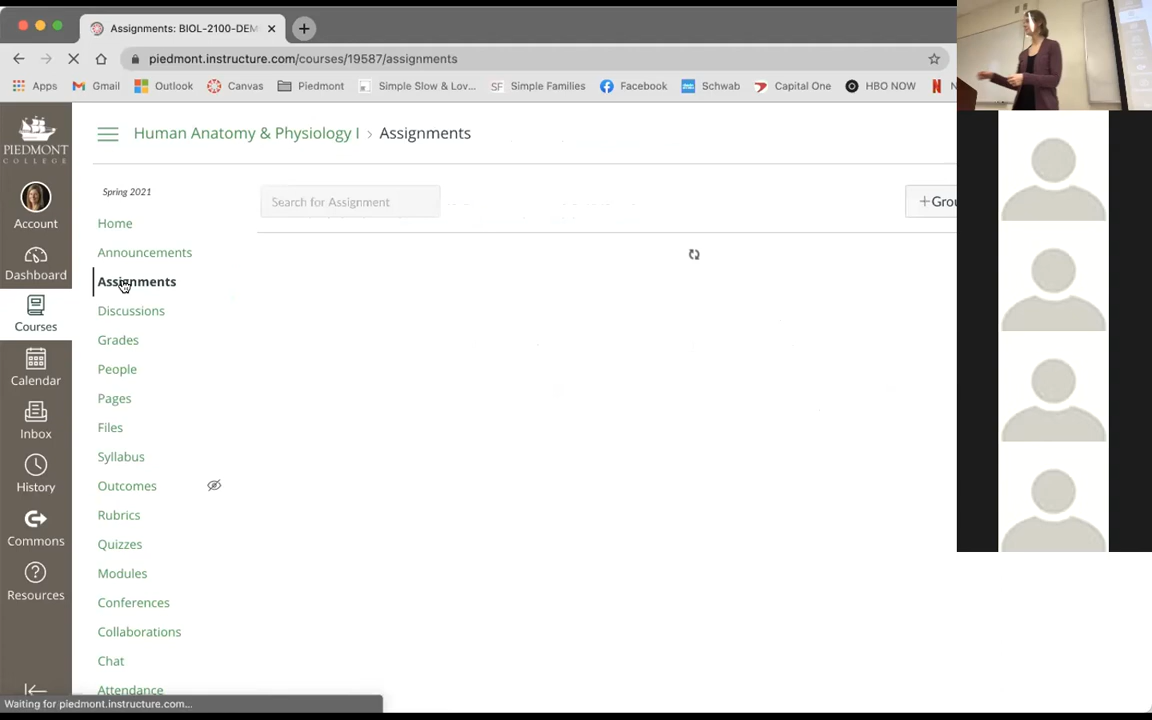 Assignments: BIOL-2100-DEM
piedmont.instructure.com/courses/19587/assignments
Apps
Gmail
Outlook
Canvas
Piedmont
Simple Slow & Lov...
SF Simple Families
Facebook
Schwab
Capital One
HBO NOW
PIEDMONT
COLLEGE
Human Anatomy & Physiology I › Assignments
Account
Dashboard
Courses
Calendar
Inbox
History
Commons
Resources
Spring 2021
Home
Announcements
Assignments
Discussions
Grades
People
Pages
Files
Syllabus
Outcomes
Rubrics
Quizzes
Modules
Conferences
Collaborations
Chat
Attendance
Search for Assignment
+Grou
Waiting for piedmont.instructure.com...